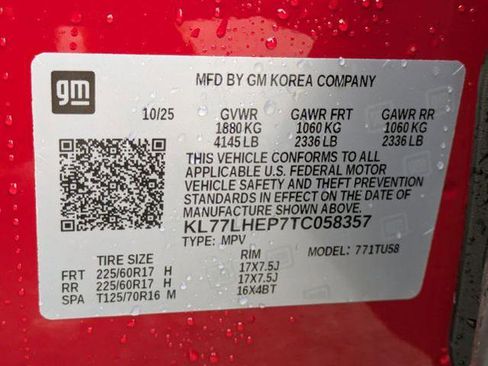 gm
MFD BY GM KOREA COMPANY
10/25 GVWR GAWR FRT GAWR RR
1880 KG 1060 KG 1060 KG
4145 LB 2336 LB 2336 LB
THIS VEHICLE CONFORMS TO ALL
APPLICABLE U.S. FEDERAL MOTOR
VEHICLE SAFETY AND THEFT PREVENTION
STANDARDS IN EFFECT ON THE DATE OF
MANUFACTURE SHOWN ABOVE.
KL77LHEP7TC058357
TYPE: MPV MODEL: 771TU58
TIRE SIZE RIM
FRT 225/60R17 H 17X7.5J
RR 225/60R17 H 17X7.5J
SPA T125/70R16 M 16X4BT